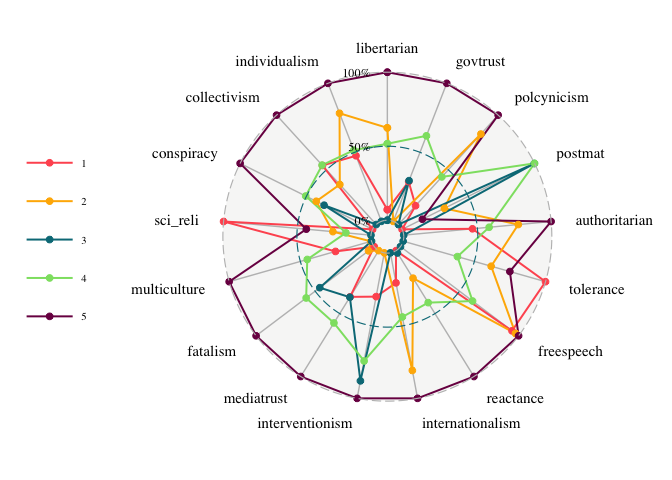 libertarian
individualism
govtrust
100%
collectivism
polcynicism
conspiracy
50%
postmat
1
2
3
4
5
sci_reli
0%
authoritarian
multiculture
tolerance
fatalism
freespeech
mediatrust
reactance
interventionism
internationalism